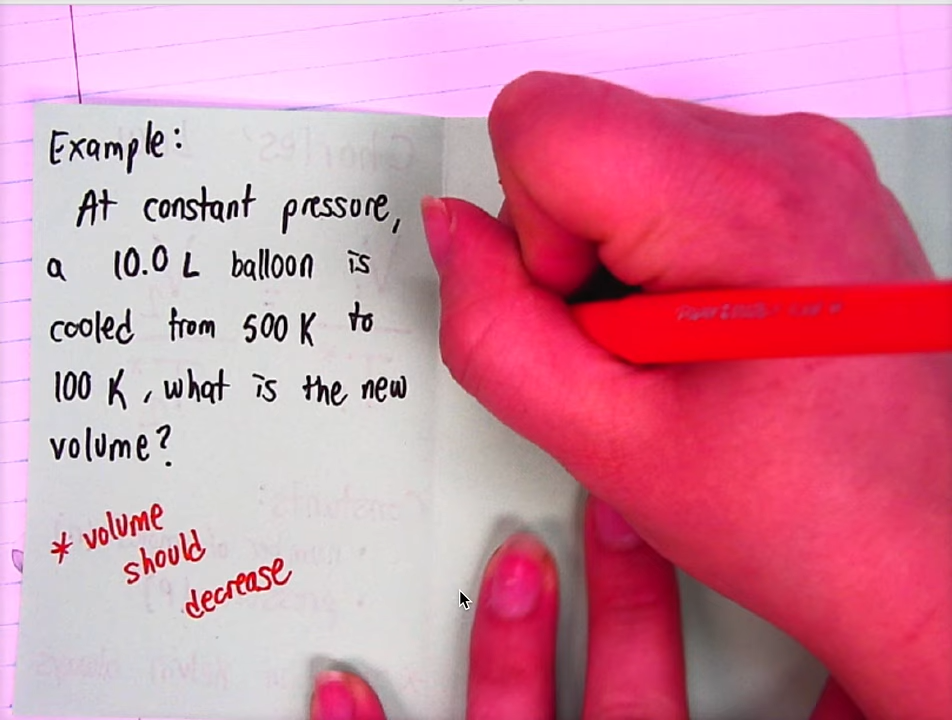 Example:
At constant pressure,
a 10.0 L balloon is
cooled from 500 K to
100 K, what is the new
volume?
* volume
should
decrease